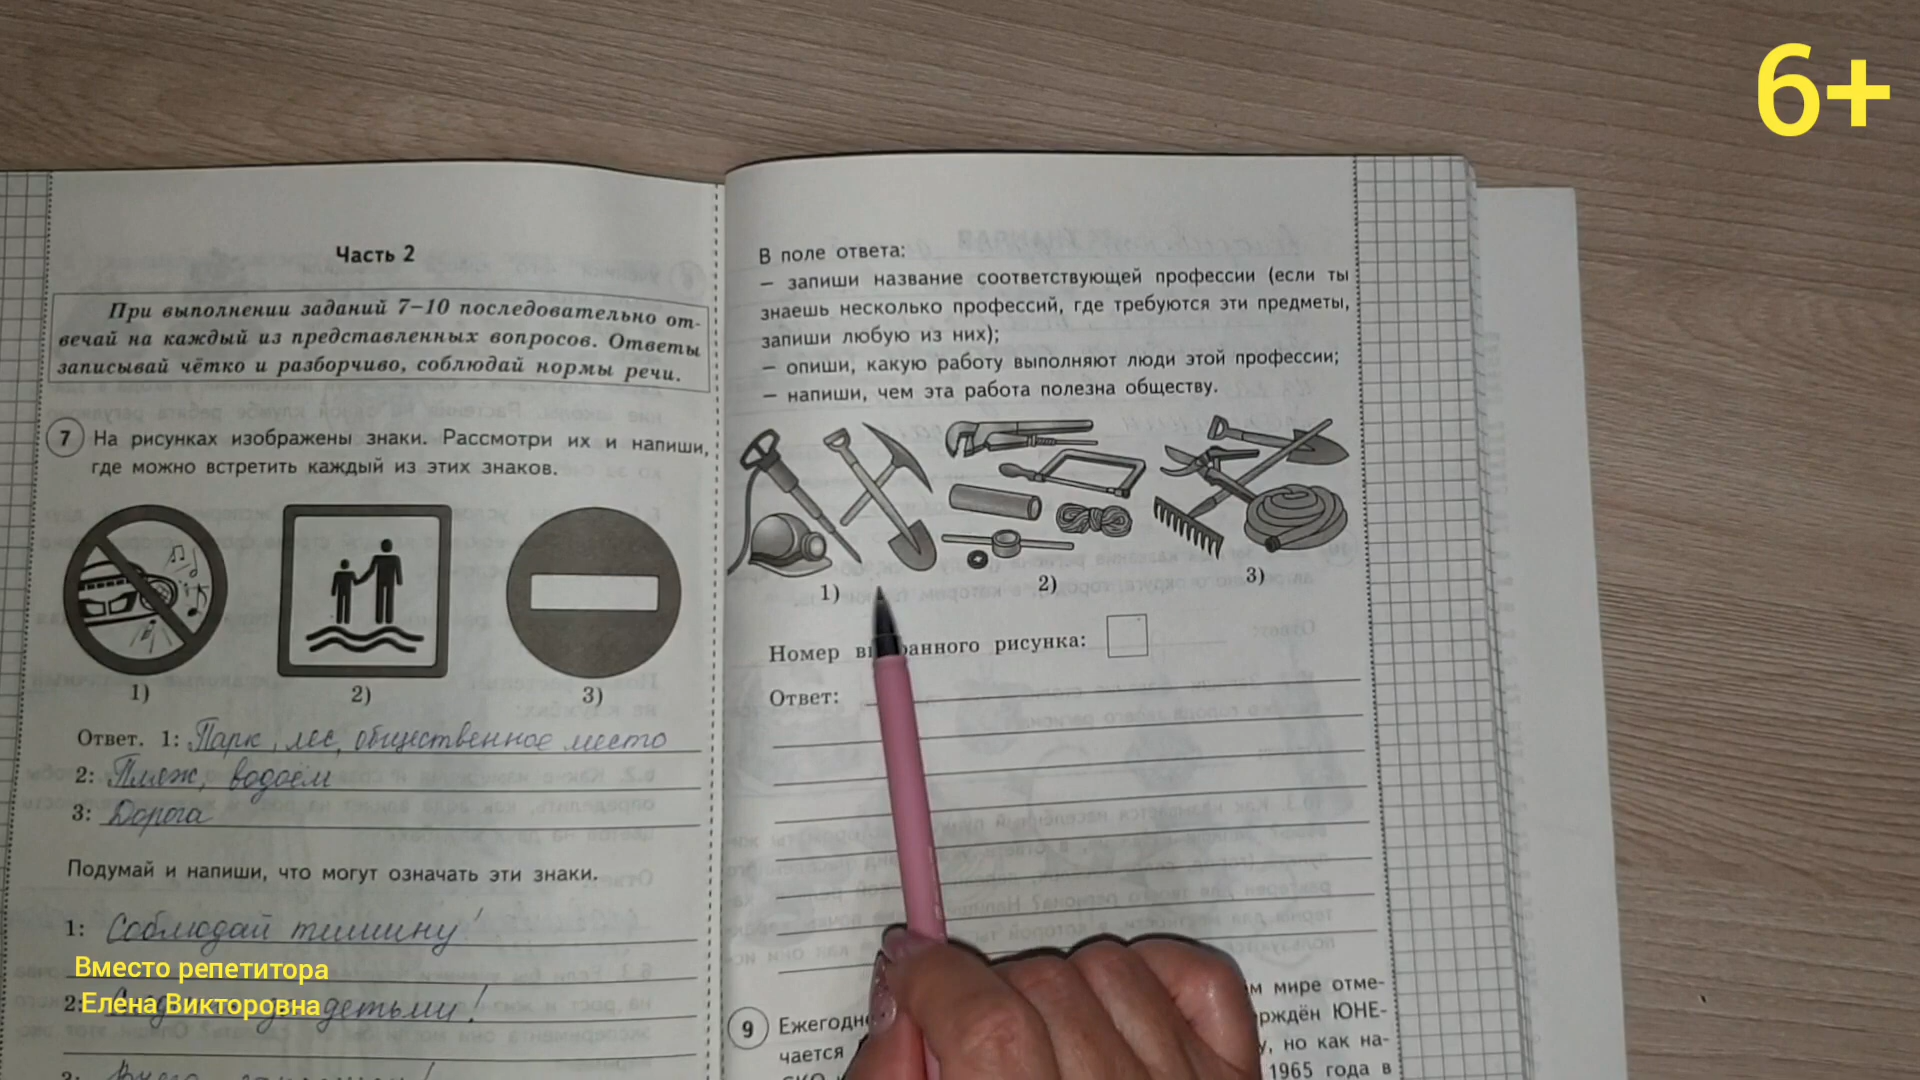 6+
Часть 2
При выполнении заданий 7–10 последовательно от-
вечай на каждый из представленных вопросов. Ответы
записывай чётко и разборчиво, соблюдай нормы речи.
7 На рисунках изображены знаки. Рассмотри их и напиши,
где можно встретить каждый из этих знаков.
1) 2) 3)
Ответ. 1: Парк, лес, общественное место
2: Пляж, водоём
3: Дорога
Подумай и напиши, что могут означать эти знаки.
1: Соблюдай тишину!
Вместо репетитора
Елена Викторовна
2: детьми!
3:
В поле ответа:
— запиши название соответствующей профессии (если ты
знаешь несколько профессий, где требуются эти предметы,
запиши любую из них);
— опиши, какую работу выполняют люди этой профессии;
— напиши, чем эта работа полезна обществу.
1) 2) 3)
Номер выбранного рисунка:
Ответ:
9 Ежегодно мире отме-
чается ЮНЕ-
но как на-
1965 года в